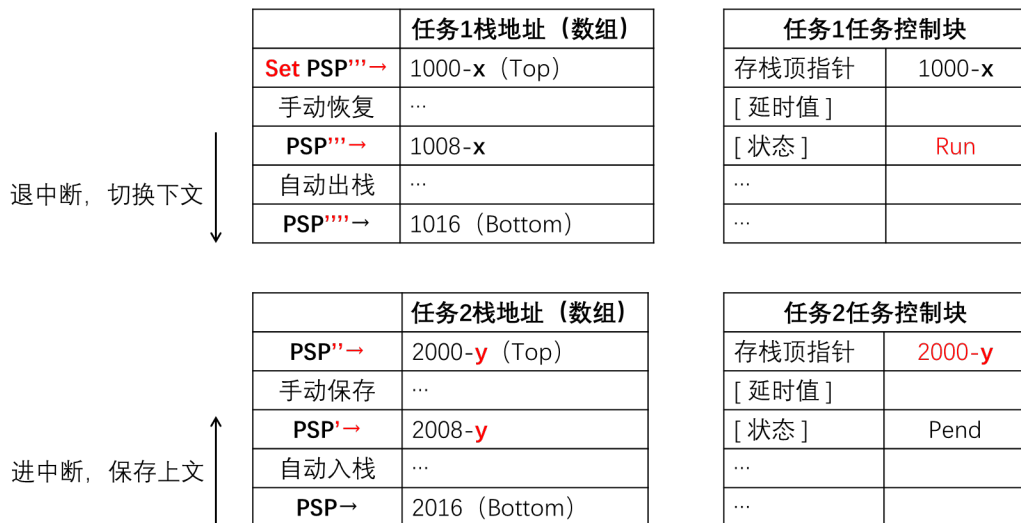 任务1栈地址（数组）
Set PSP'''→ 1000-x（Top）
手动恢复 …
PSP'''→ 1008-x
自动出栈 …
PSP''''→ 1016（Bottom）
退中断，切换下文
任务1任务控制块
存栈顶指针 1000-x
[ 延时值 ]
[ 状态 ] Run
…
…
任务2栈地址（数组）
PSP''→ 2000-y（Top）
手动保存 …
PSP'→ 2008-y
自动入栈 …
PSP→ 2016（Bottom）
进中断，保存上文
任务2任务控制块
存栈顶指针 2000-y
[ 延时值 ]
[ 状态 ] Pend
…
…